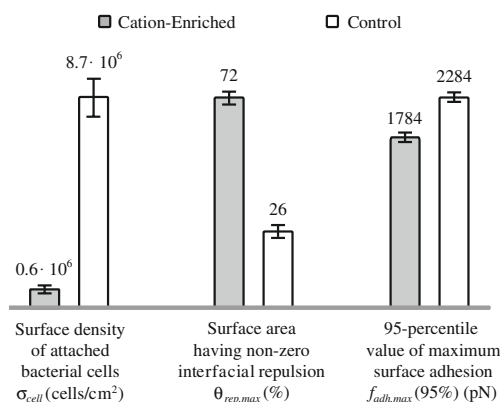 Cation-Enriched Control
8.7· 10⁶ 72 2284
1784
26
0.6· 10⁶
Surface density Surface area 95-percentile
of attached having non-zero value of maximum
bacterial cells interfacial repulsion surface adhesion
σcell (cells/cm²) θrep,max (%) fadh,max (95%) (pN)